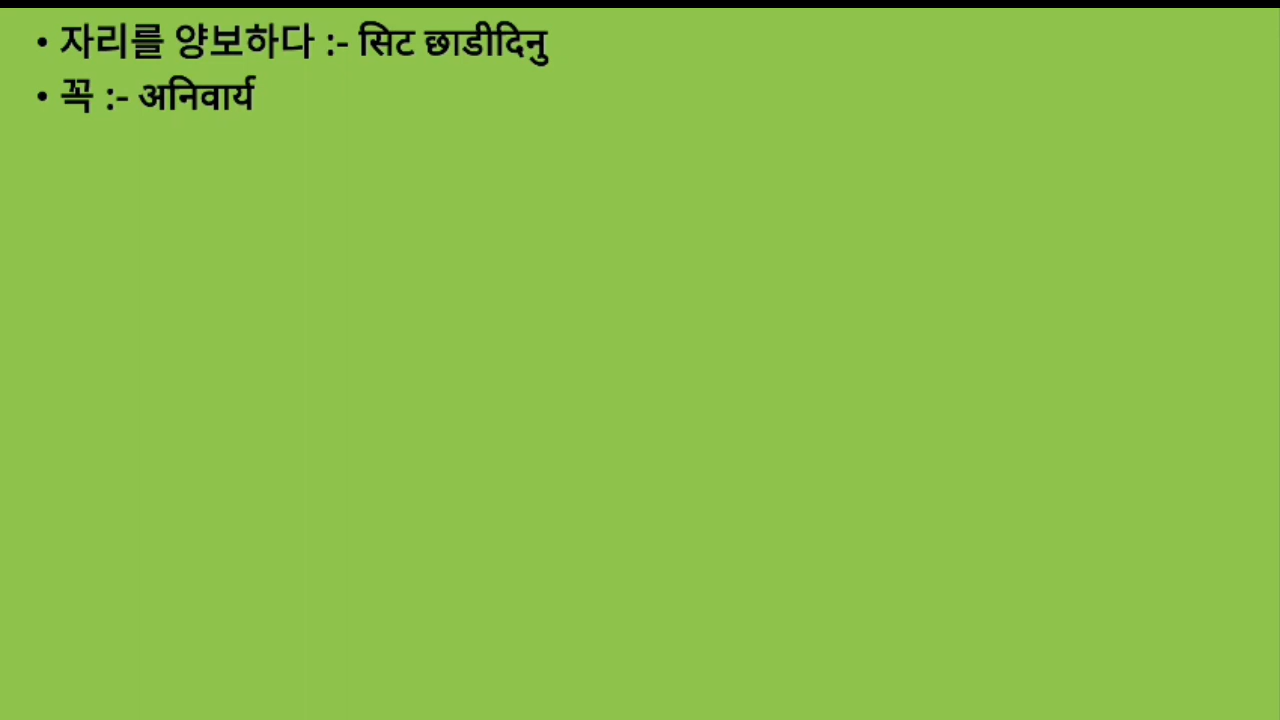 • 자리를 양보하다 :- सिट छाडीदिनु
• 꼭 :- अनिवार्य